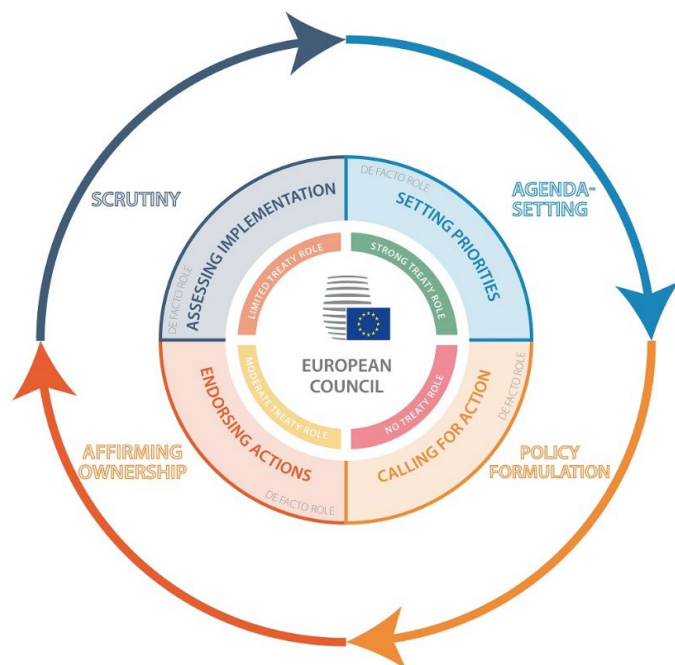 SCRUTINY
AGENDA-
SETTING
AFFIRMING
OWNERSHIP
POLICY
FORMULATION
DE FACTO ROLE
ASSESSING IMPLEMENTATION
DE FACTO ROLE
SETTING PRIORITIES
DE FACTO ROLE
CALLING FOR ACTION
DE FACTO ROLE
ENDORSING ACTIONS
LIMITED TREATY ROLE
STRONG TREATY ROLE
NO TREATY ROLE
MODERATE TREATY ROLE
EUROPEAN
COUNCIL